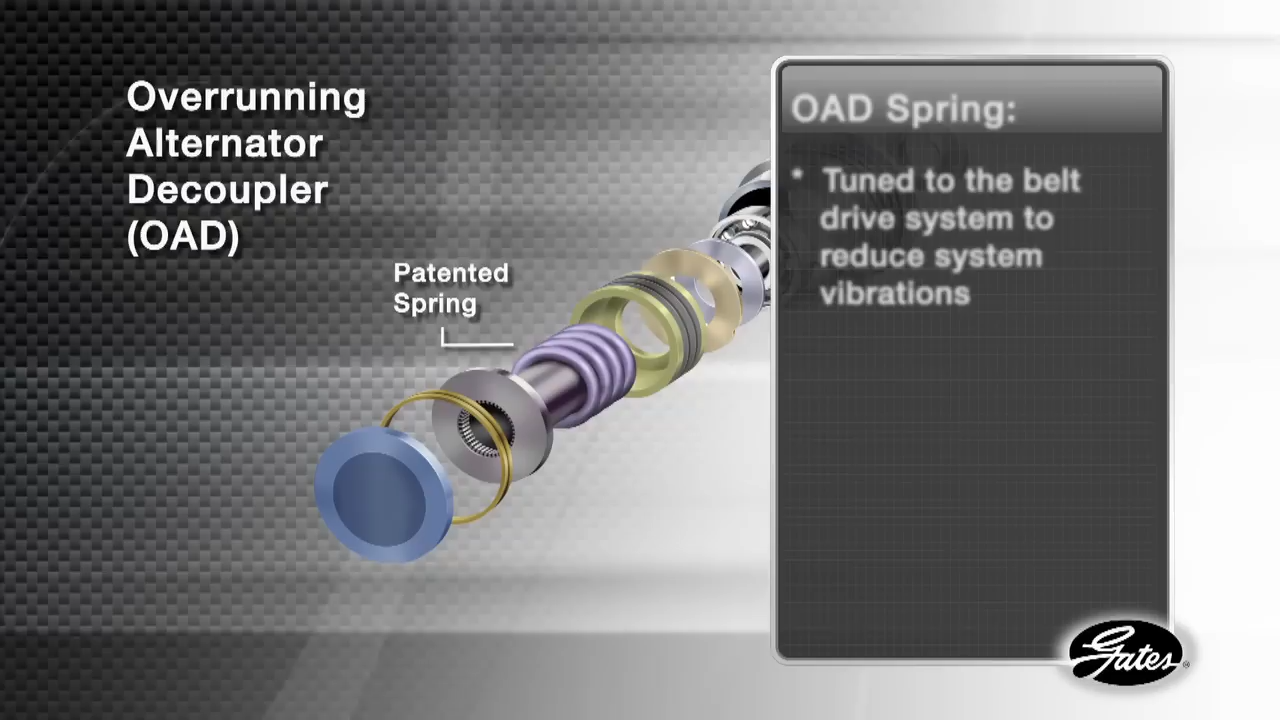 Overrunning
Alternator
Decoupler
(OAD)
Patented
Spring
OAD Spring:
* Tuned to the belt
drive system to
reduce system
vibrations
Gates®